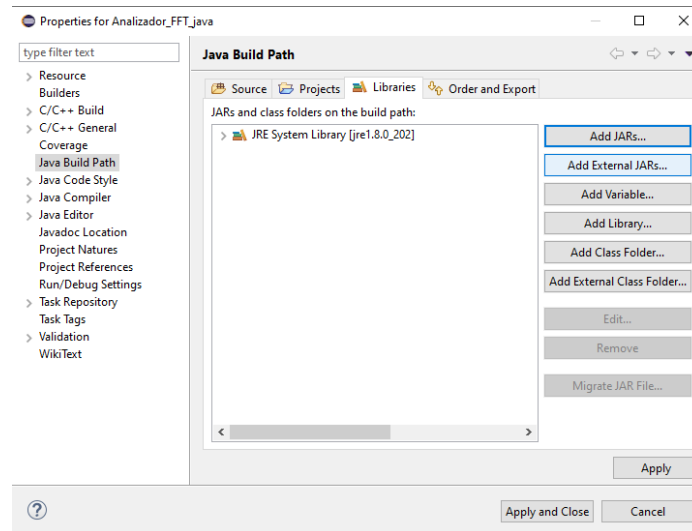 Properties for Analizador_FFT_java
type filter text
Resource
Builders
C/C++ Build
C/C++ General
Coverage
Java Build Path
Java Code Style
Java Compiler
Java Editor
Javadoc Location
Project Natures
Project References
Run/Debug Settings
Task Repository
Task Tags
Validation
WikiText
Java Build Path
Source Projects Libraries Order and Export
JARs and class folders on the build path:
JRE System Library [jre1.8.0_202]
Add JARs...
Add External JARs...
Add Variable...
Add Library...
Add Class Folder...
Add External Class Folder...
Edit...
Remove
Migrate JAR File...
Apply
? Apply and Close Cancel